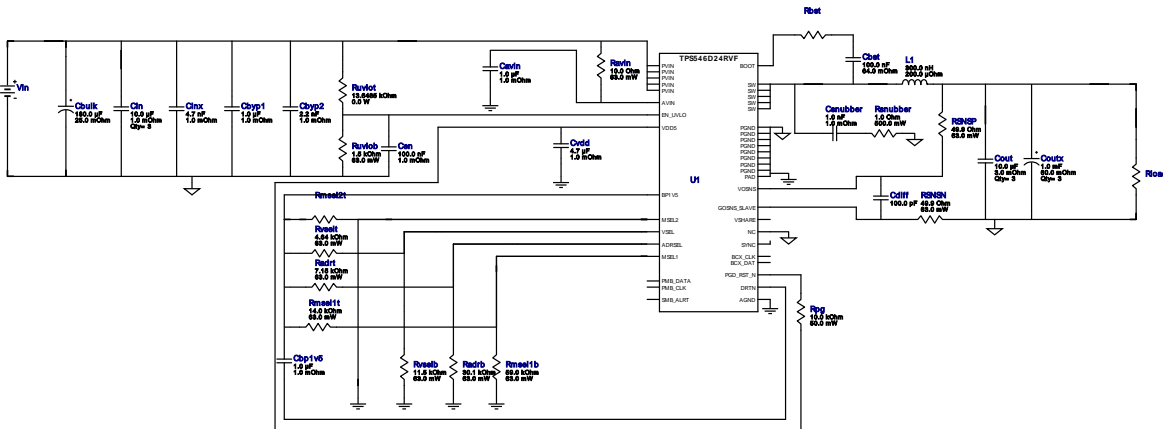 Rbst
TPS546D24RVF
Vin
Cbulk
180.0 µF
25.0 mOhm
Cin
10.0 µF
1.0 mOhm
Qty= 3
Cinx
4.7 nF
1.0 mOhm
Cbyp1
1.0 µF
1.0 mOhm
Cbyp2
2.2 nF
1.0 mOhm
Ruvlot
13.8465 kOhm
0.0 W
Ruvlob
1.5 kOhm
63.0 mW
Cen
100.0 nF
1.0 mOhm
Cavin
1.0 µF
1.0 mOhm
Ravin
10.0 Ohm
63.0 mW
Cvdd
4.7 µF
1.0 mOhm
PVIN
PVIN
PVIN
PVIN
PVIN
AVIN
EN_UVLO
VDD5
BP1V5
MSEL2
VSEL
ADRSEL
MSEL1
PMB_DATA
PMB_CLK
SMB_ALRT
U1
BOOT
SW
SW
SW
SW
SW
PGND
PGND
PGND
PGND
PGND
PGND
PGND
PGND
PAD
VOSNS
GOSNS_SLAVE
VSHARE
NC
SYNC
BCX_CLK
BCX_DAT
PGD_RST_N
DRTN
AGND
Cbst
100.0 nF
64.0 mOhm
L1
300.0 nH
200.0 µOhm
Csnubber
1.0 nF
1.0 mOhm
Rsnubber
1.0 Ohm
500.0 mW
RSNSP
49.9 Ohm
63.0 mW
Cdiff
100.0 pF
RSNSN
49.9 Ohm
63.0 mW
Cout
10.0 µF
3.0 mOhm
Qty= 3
Coutx
1.0 mF
60.0 mOhm
Qty= 3
Rloa
Rpg
10.0 kOhm
50.0 mW
Rmsel2t
Rvselt
4.64 kOhm
63.0 mW
Radrt
7.15 kOhm
63.0 mW
Rmsel1t
14.0 kOhm
63.0 mW
Cbp1v5
1.0 µF
1.0 mOhm
Rvselb
11.5 kOhm
63.0 mW
Radrb
30.1 kOhm
63.0 mW
Rmsel1b
59.0 kOhm
63.0 mW